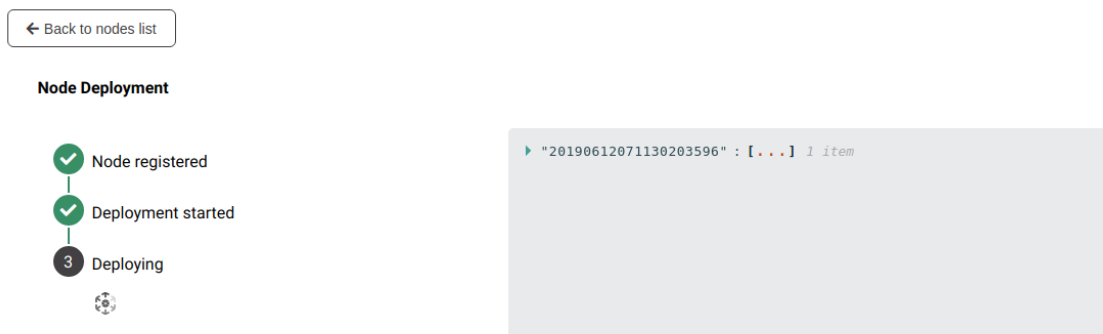 Back to nodes list
Node Deployment
Node registered
"20190612071130203596" : [...] 1 item
Deployment started
3 Deploying